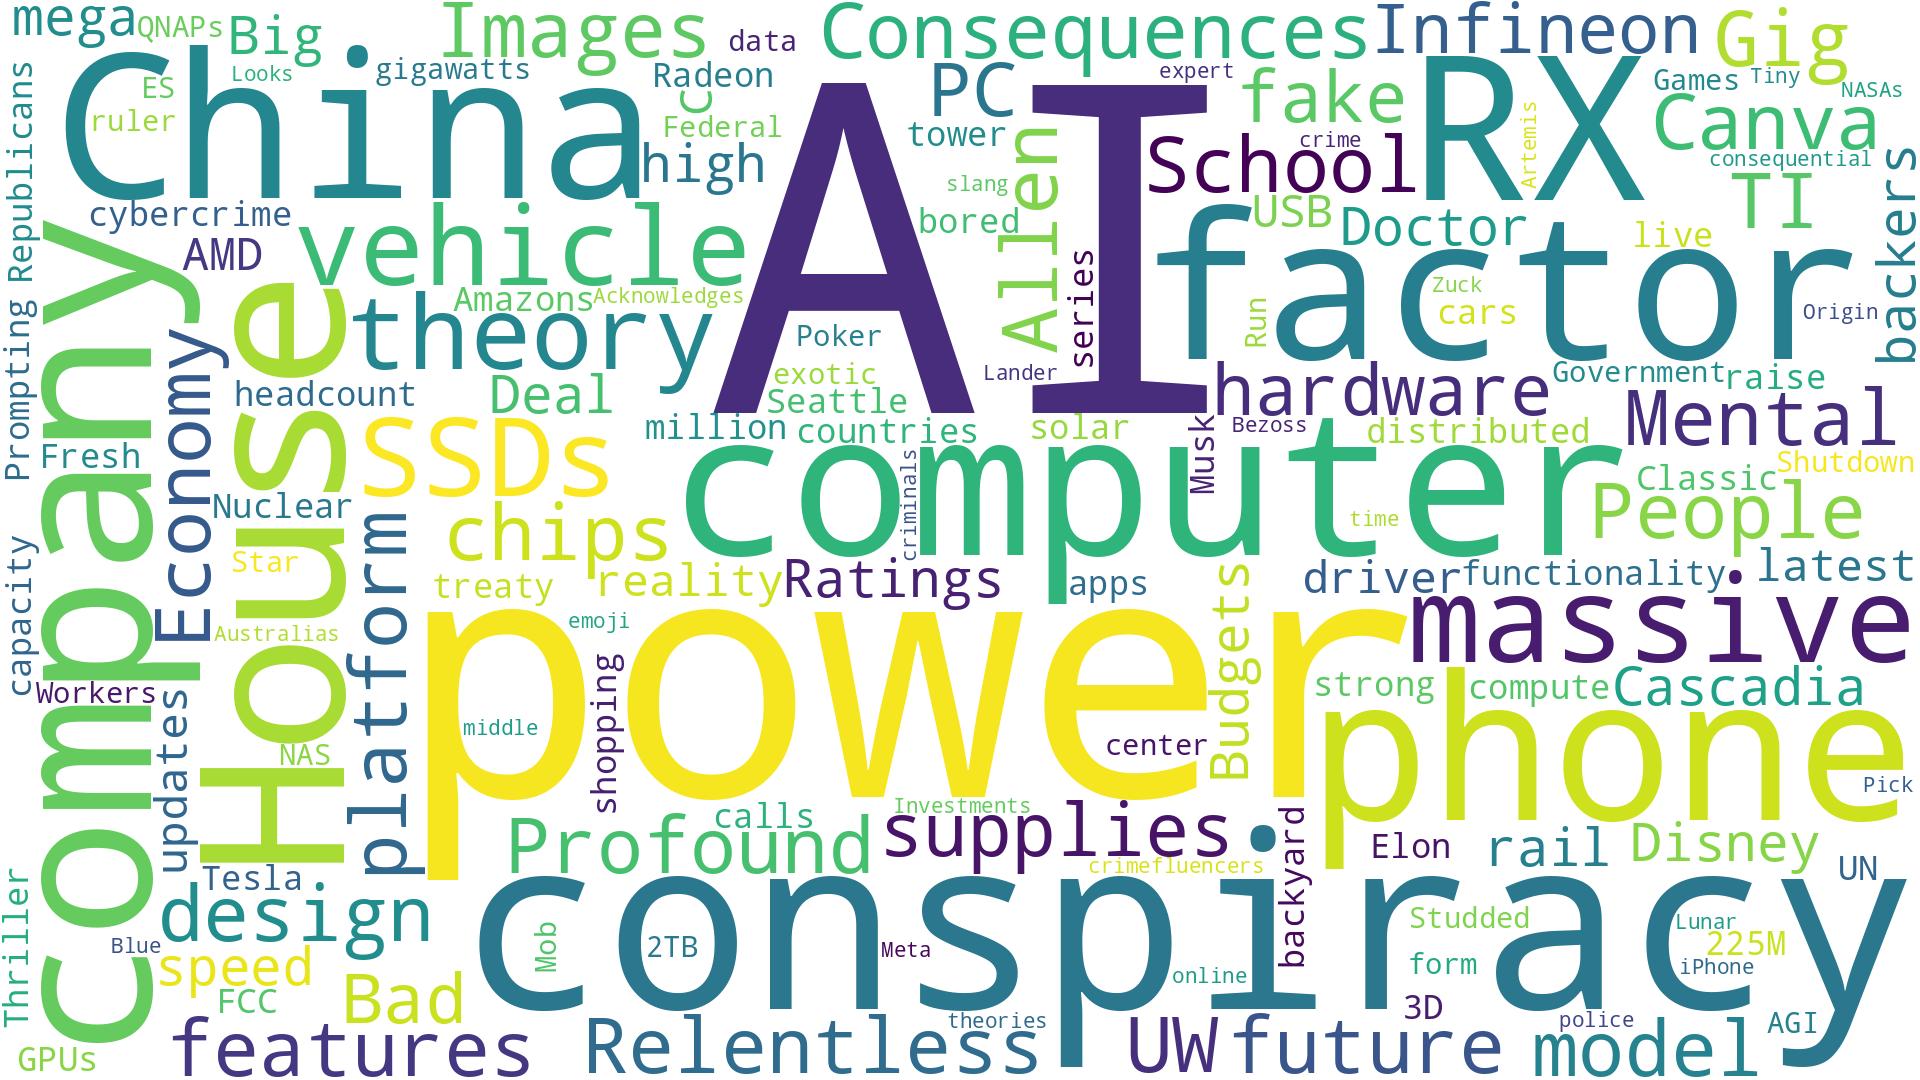 mega
QNAPs
Big
Images
data
Consequences
Infineon
Gig
Looks
gigawatts
Radeon
PC
expert
Games
Tiny
NASAs
China
ES
ruler
C
Federal
high
tower
AI
fake
RX
Canva
crime
School
Artemis
consequential
Republicans
cybercrime
AMD
vehicle
slang
bored
Allen
USB
Doctor
TI
live
backers
factor
Amazons
Acknowledges
theory
Poker
series
Run
Zuck
cars
Origin
Prompting
Economy
headcount
Deal
exotic
Seattle
Lander
hardware
Government
raise
million
countries
solar
Musk
Bezoss
distributed
Mental
company
House
Fresh
SSDs
computer
Classic
Shutdown
Nuclear
chips
criminals
time
People
capacity
Star
platform
treaty
reality
Ratings
apps
driver
functionality
latest
Australias
emoji
power
Budgets
massive
Workers
updates
shopping
middle
center
strong
compute
Cascadia
NAS
phone
Pick
calls
Investments
Profound
supplies
backyard
Elon
rail
Disney
crimefluencers
UN
Thriller
Tesla
design
conspiracy
Studded
Lunar
Blue
Mob
2TB
Meta
225M
speed
online
form
iPhone
FCC
Bad
3D
features
Relentless
theories
UW
future
police
model
AGI
GPUs